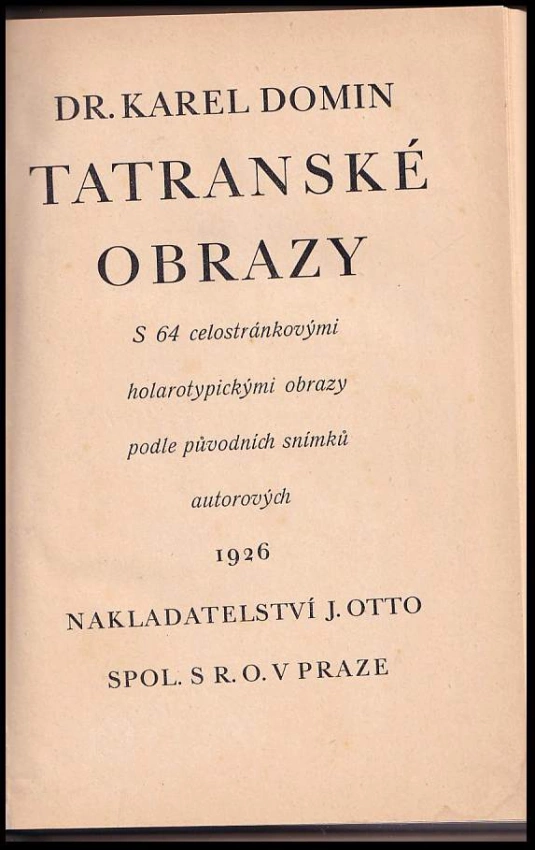 DR. KAREL DOMIN
TATRANSKÉ
OBRAZY
S 64 celostránkovými
holarotypickými obrazy
podle původních snímků
autorových
1926
NAKLADATELSTVÍ J. OTTO
SPOL. S R. O. V PRAZE